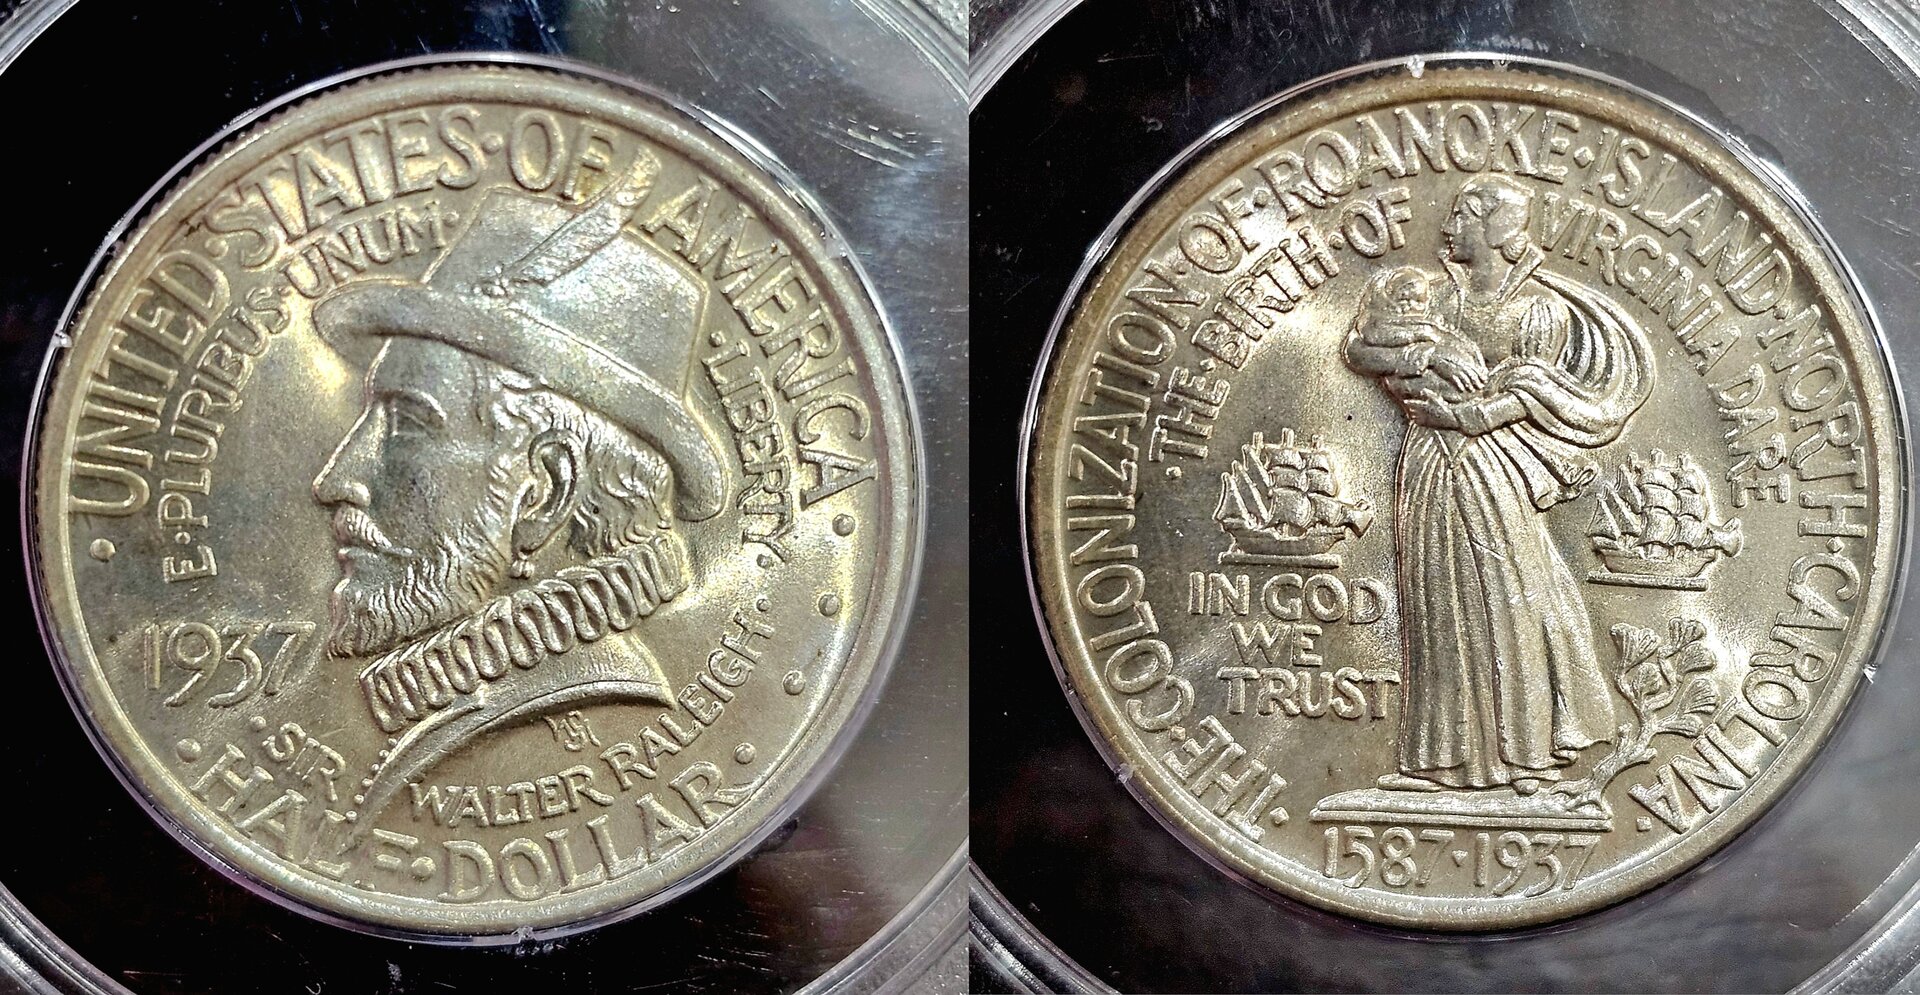 ·UNITED·STATES·OF AMERICA·
E·PLURIBUS·UNUM·
·LIBERTY·
1937
·SIR WALTER RALEIGH·
·HALF·DOLLAR·
·THE·COLONIZATION·OF·ROANOKE·ISLAND·NORTH·CAROLINA·
·THE·BIRTH·OF VIRGINIA DARE
IN GOD
WE
TRUST
1587·1937